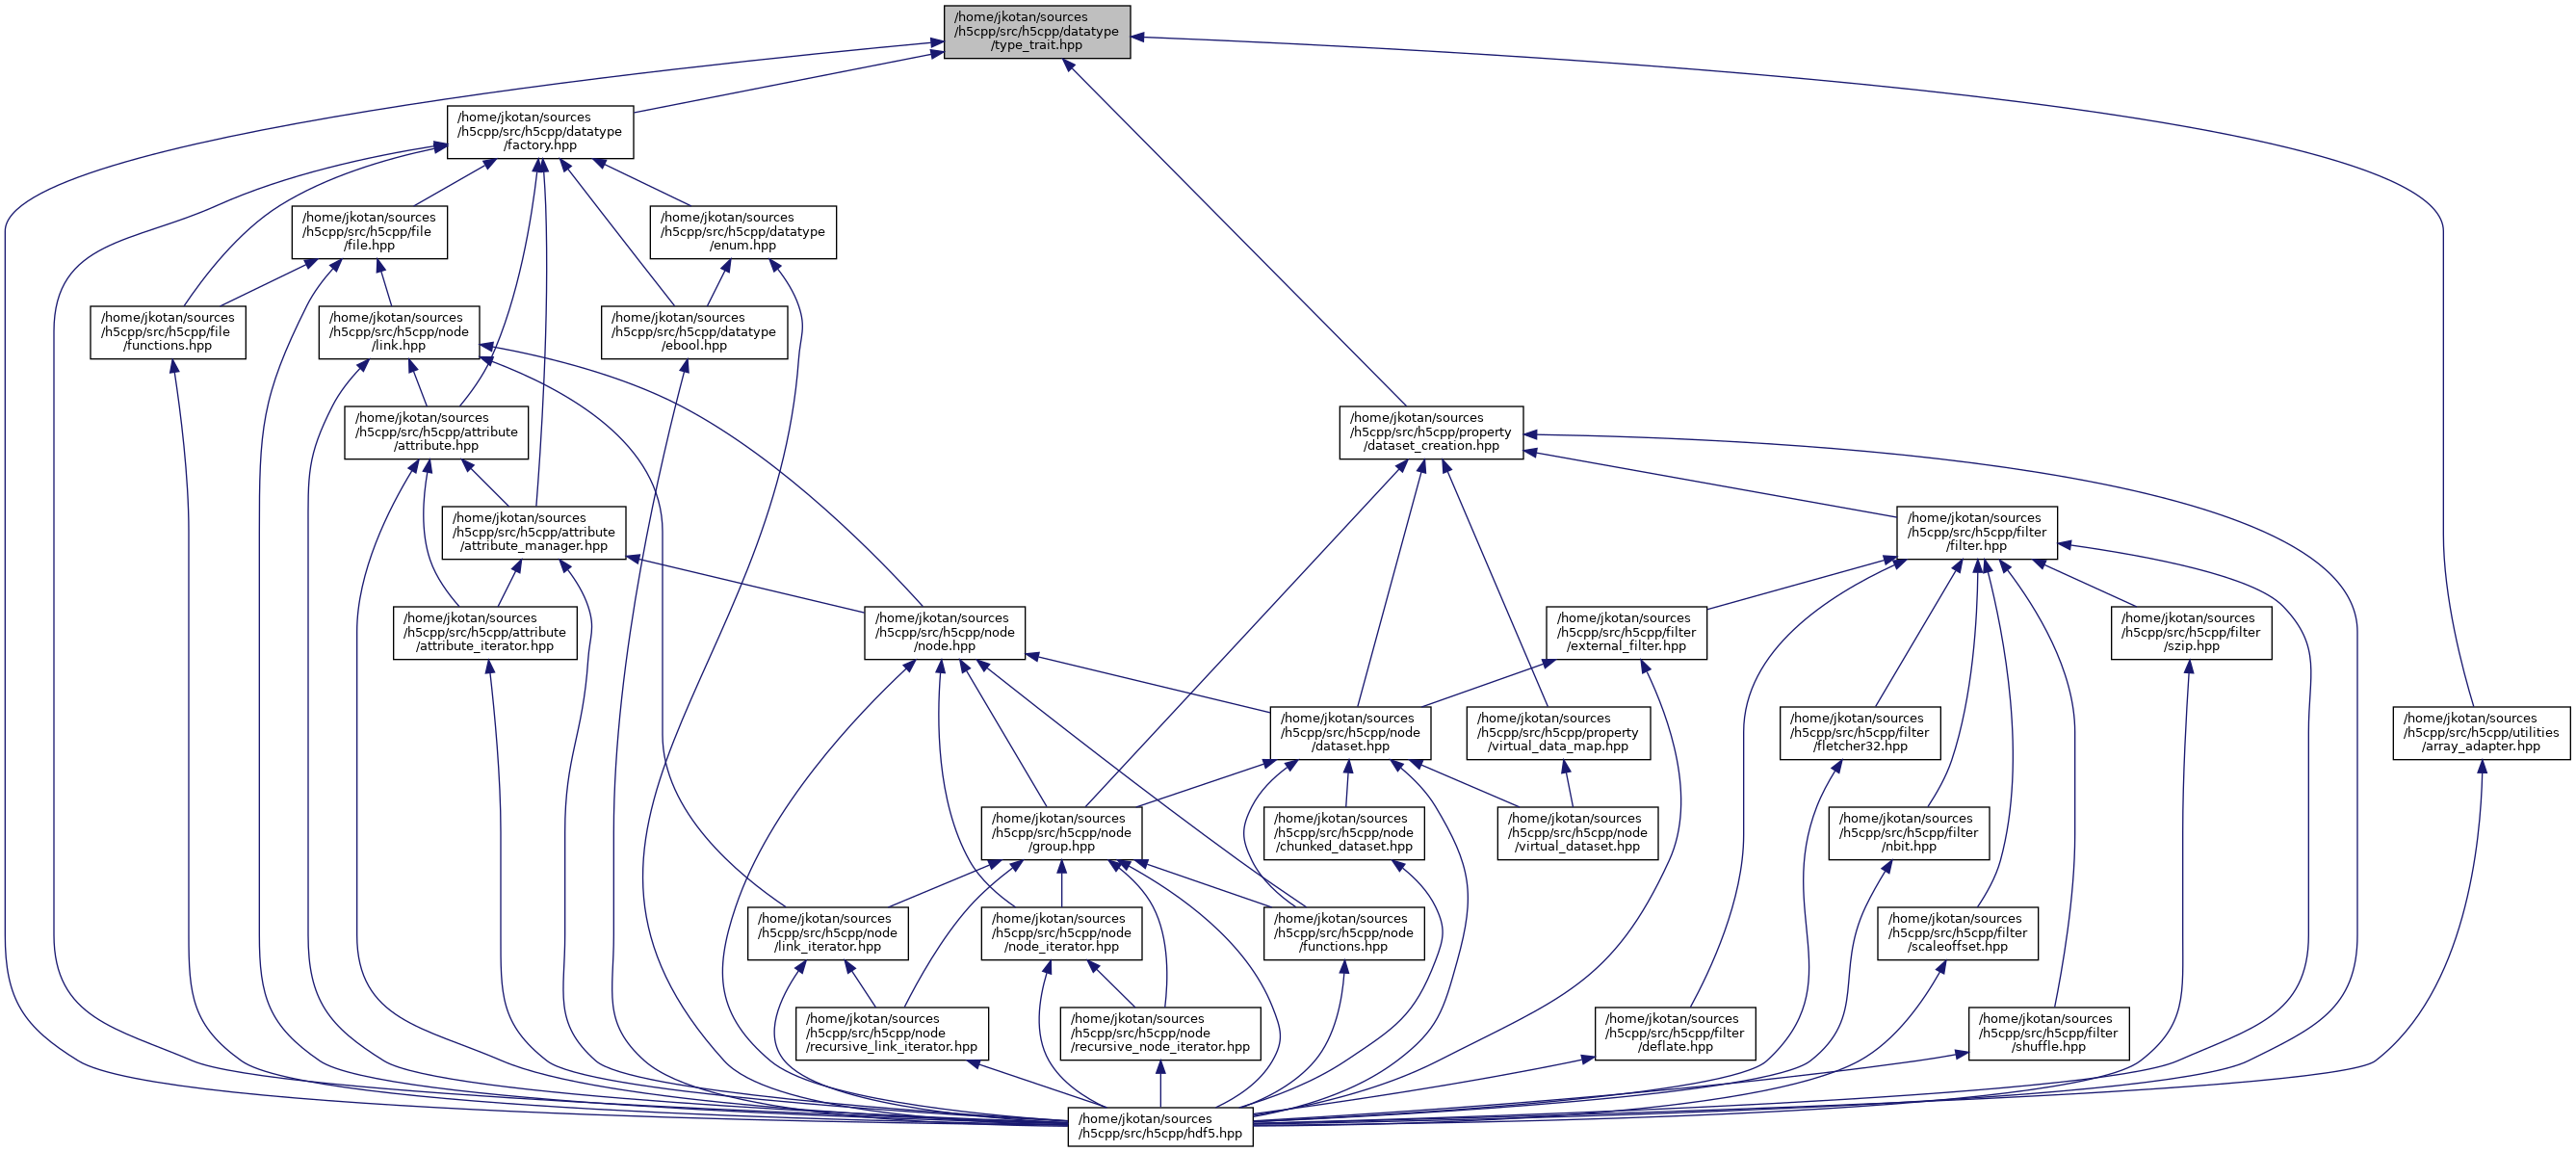 /home/jkotan/sources
/h5cpp/src/h5cpp/datatype
/type_trait.hpp
/home/jkotan/sources
/h5cpp/src/h5cpp/datatype
/factory.hpp
/home/jkotan/sources
/h5cpp/src/h5cpp/file
/file.hpp
/home/jkotan/sources
/h5cpp/src/h5cpp/datatype
/enum.hpp
/home/jkotan/sources
/h5cpp/src/h5cpp/file
/functions.hpp
/home/jkotan/sources
/h5cpp/src/h5cpp/node
/link.hpp
/home/jkotan/sources
/h5cpp/src/h5cpp/datatype
/ebool.hpp
/home/jkotan/sources
/h5cpp/src/h5cpp/attribute
/attribute.hpp
/home/jkotan/sources
/h5cpp/src/h5cpp/property
/dataset_creation.hpp
/home/jkotan/sources
/h5cpp/src/h5cpp/attribute
/attribute_manager.hpp
/home/jkotan/sources
/h5cpp/src/h5cpp/filter
/filter.hpp
/home/jkotan/sources
/h5cpp/src/h5cpp/attribute
/attribute_iterator.hpp
/home/jkotan/sources
/h5cpp/src/h5cpp/node
/node.hpp
/home/jkotan/sources
/h5cpp/src/h5cpp/filter
/external_filter.hpp
/home/jkotan/sources
/h5cpp/src/h5cpp/filter
/szip.hpp
/home/jkotan/sources
/h5cpp/src/h5cpp/node
/dataset.hpp
/home/jkotan/sources
/h5cpp/src/h5cpp/property
/virtual_data_map.hpp
/home/jkotan/sources
/h5cpp/src/h5cpp/filter
/fletcher32.hpp
/home/jkotan/sources
/h5cpp/src/h5cpp/utilities
/array_adapter.hpp
/home/jkotan/sources
/h5cpp/src/h5cpp/node
/group.hpp
/home/jkotan/sources
/h5cpp/src/h5cpp/node
/chunked_dataset.hpp
/home/jkotan/sources
/h5cpp/src/h5cpp/node
/virtual_dataset.hpp
/home/jkotan/sources
/h5cpp/src/h5cpp/filter
/nbit.hpp
/home/jkotan/sources
/h5cpp/src/h5cpp/node
/link_iterator.hpp
/home/jkotan/sources
/h5cpp/src/h5cpp/node
/node_iterator.hpp
/home/jkotan/sources
/h5cpp/src/h5cpp/node
/functions.hpp
/home/jkotan/sources
/h5cpp/src/h5cpp/filter
/scaleoffset.hpp
/home/jkotan/sources
/h5cpp/src/h5cpp/node
/recursive_link_iterator.hpp
/home/jkotan/sources
/h5cpp/src/h5cpp/node
/recursive_node_iterator.hpp
/home/jkotan/sources
/h5cpp/src/h5cpp/filter
/deflate.hpp
/home/jkotan/sources
/h5cpp/src/h5cpp/filter
/shuffle.hpp
/home/jkotan/sources
/h5cpp/src/h5cpp/hdf5.hpp